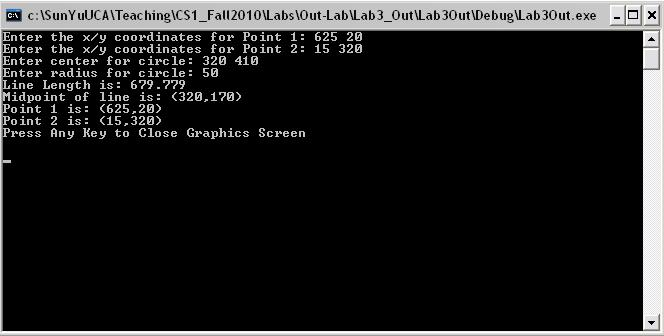 c:\SunYuUCA\Teaching\CS1_Fall2010\Labs\Out-Lab\Lab3_Out\Lab3Out\Debug\Lab3Out.exe
Enter the x/y coordinates for Point 1: 625 20
Enter the x/y coordinates for Point 2: 15 320
Enter center for circle: 320 410
Enter radius for circle: 50
Line Length is: 679.779
Midpoint of line is: (320,170)
Point 1 is: (625,20)
Point 2 is: (15,320)
Press Any Key to Close Graphics Screen